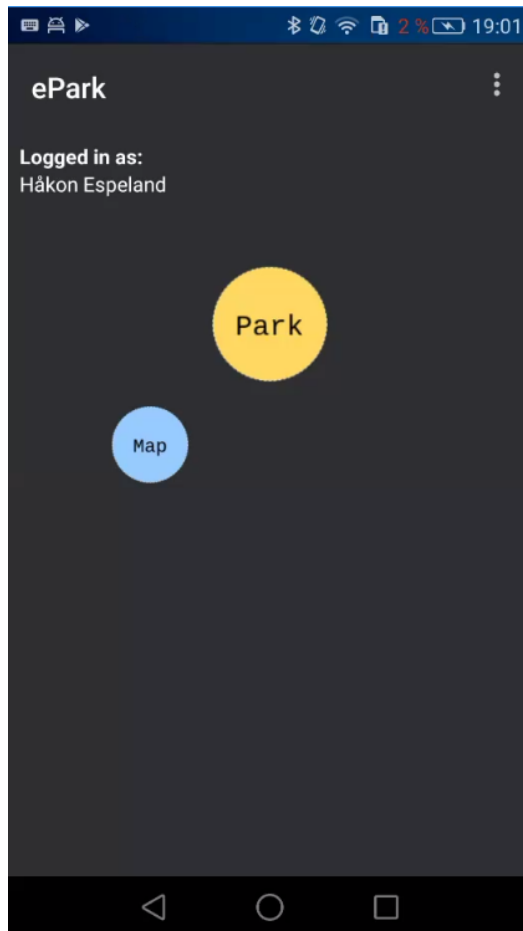 2 % 19:01
ePark
Logged in as:
Håkon Espeland
Park
Map